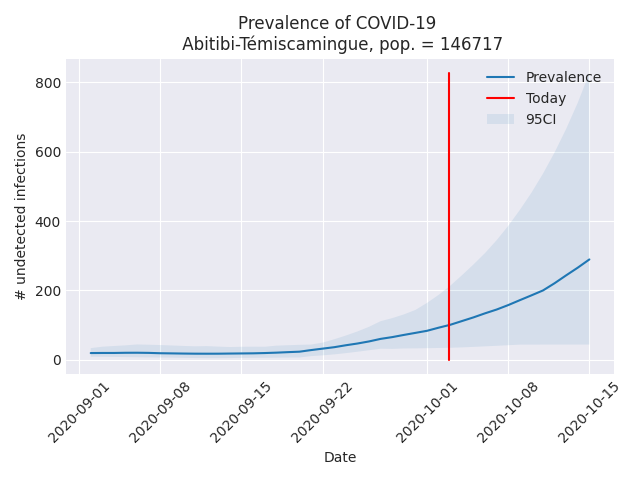 Prevalence of COVID-19
Abitibi-Témiscamingue, pop. = 146717
Prevalence
Today
95CI
# undetected infections
800
600
400
200
0
2020-09-01
2020-09-08
2020-09-15
2020-09-22
2020-10-01
2020-10-08
2020-10-15
Date